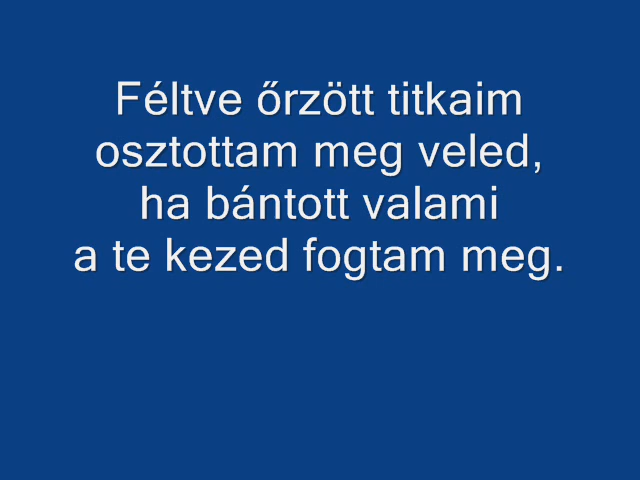 Féltve őrzött titkaim
osztottam meg veled,
ha bántott valami
a te kezed fogtam meg.